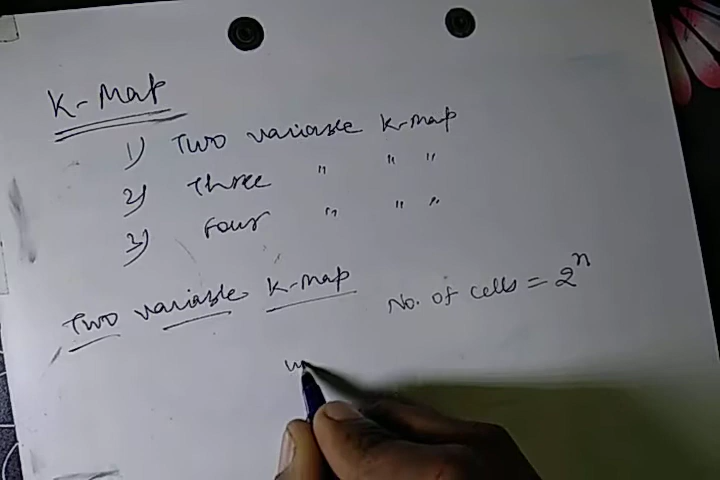 K-Map
1) Two variable K-map
2) Three " " "
3) Four " " "
Two variable K-map
No. of cells = 2^n